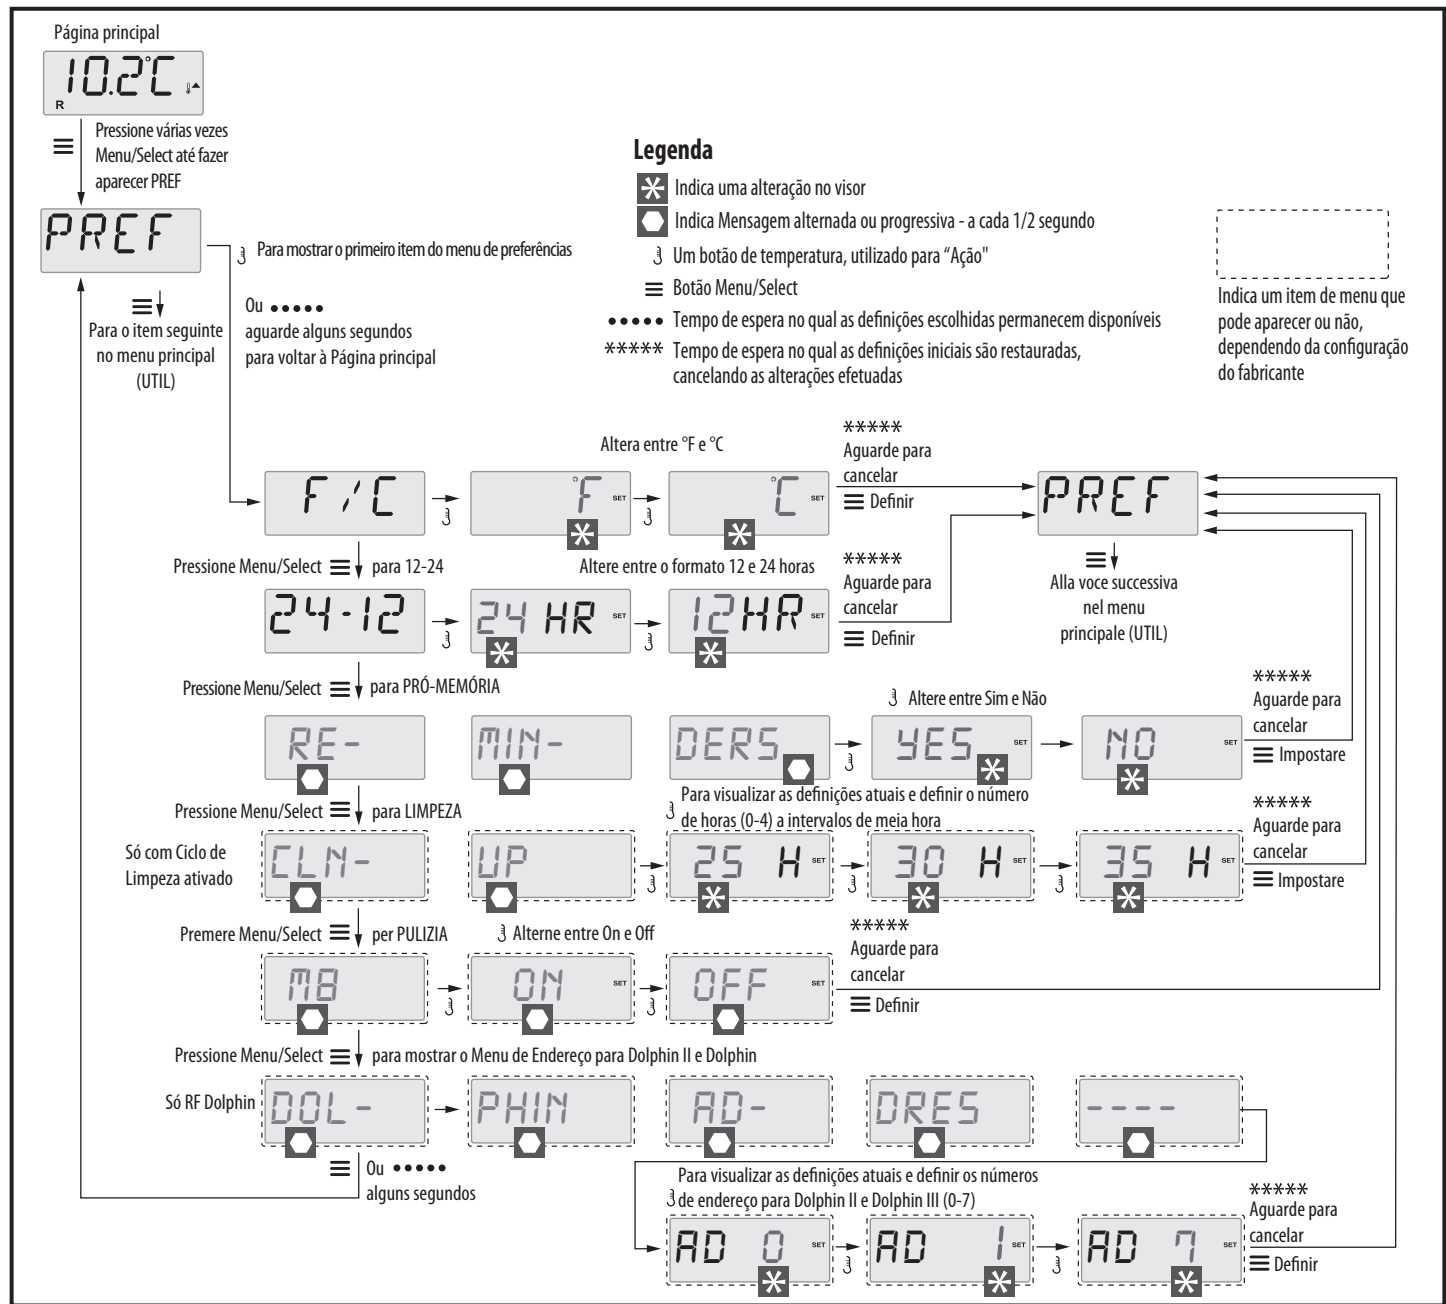 Página principal
10.2°C
R
Pressione várias vezes
Menu/Select até fazer
aparecer PREF
PREF
Para mostrar o primeiro item do menu de preferências
Para o item seguinte
no menu principal
(UTIL)
Ou •••••
aguarde alguns segundos
para voltar à Página principal
Legenda
Indica uma alteração no visor
Indica Mensagem alternada ou progressiva - a cada 1/2 segundo
Um botão de temperatura, utilizado para “Ação"
Botão Menu/Select
••••• Tempo de espera no qual as definições escolhidas permanecem disponíveis
***** Tempo de espera no qual as definições iniciais são restauradas,
cancelando as alterações efetuadas
Indica um item de menu que
pode aparecer ou não,
dependendo da configuração
do fabricante
Altera entre °F e °C
F/C
°F SET
°C SET
*****
Aguarde para
cancelar
Definir
PREF
Alla voce successiva
nel menu
principale (UTIL)
Pressione Menu/Select para 12-24
Altere entre o formato 12 e 24 horas
24-12
24 HR SET
12 HR SET
*****
Aguarde para
cancelar
Definir
Pressione Menu/Select para PRÓ-MEMÓRIA
Altere entre Sim e Não
RE-
MIN-
DERS
YES SET
NO SET
*****
Aguarde para
cancelar
Impostare
Pressione Menu/Select para LIMPEZA
Para visualizar as definições atuais e definir o número
de horas (0-4) a intervalos de meia hora
Só com Ciclo de
Limpeza ativado
CLN-
UP
25 H SET
30 H SET
35 H SET
*****
Aguarde para
cancelar
Impostare
Premere Menu/Select per PULIZIA
Alterne entre On e Off
M8
ON SET
OFF SET
*****
Aguarde para
cancelar
Definir
Pressione Menu/Select para mostrar o Menu de Endereço para Dolphin II e Dolphin
Só RF Dolphin
DOL-
PHIN
AD-
DRES
----
Ou •••••
alguns segundos
Para visualizar as definições atuais e definir os números
de endereço para Dolphin II e Dolphin III (0-7)
AD 0 SET
AD 1 SET
AD 7 SET
*****
Aguarde para
cancelar
Definir